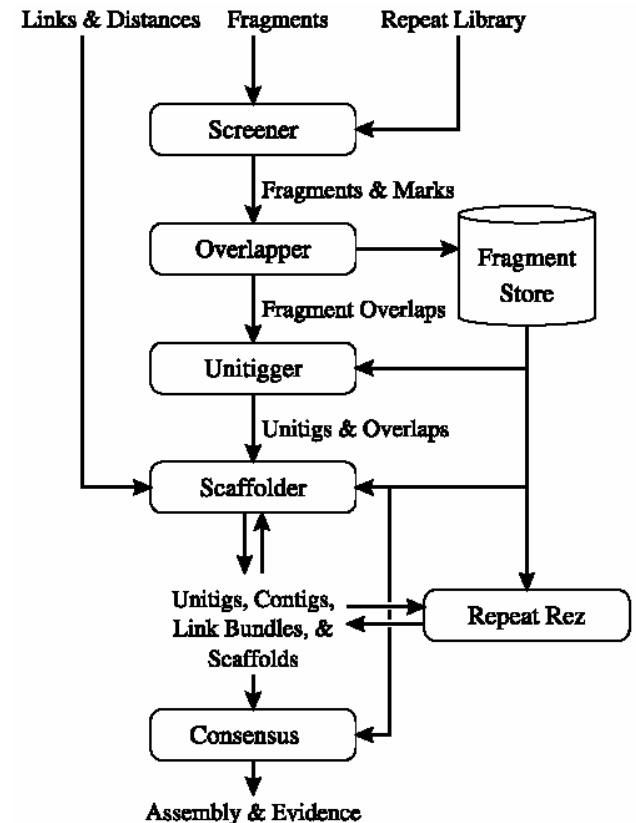 Links & Distances
Fragments
Repeat Library
Screener
Fragments & Marks
Overlapper
Fragment
Store
Fragment Overlaps
Unitigger
Unitigs & Overlaps
Scaffolder
Unitigs, Contigs,
Link Bundles, &
Scaffolds
Repeat Rez
Consensus
Assembly & Evidence